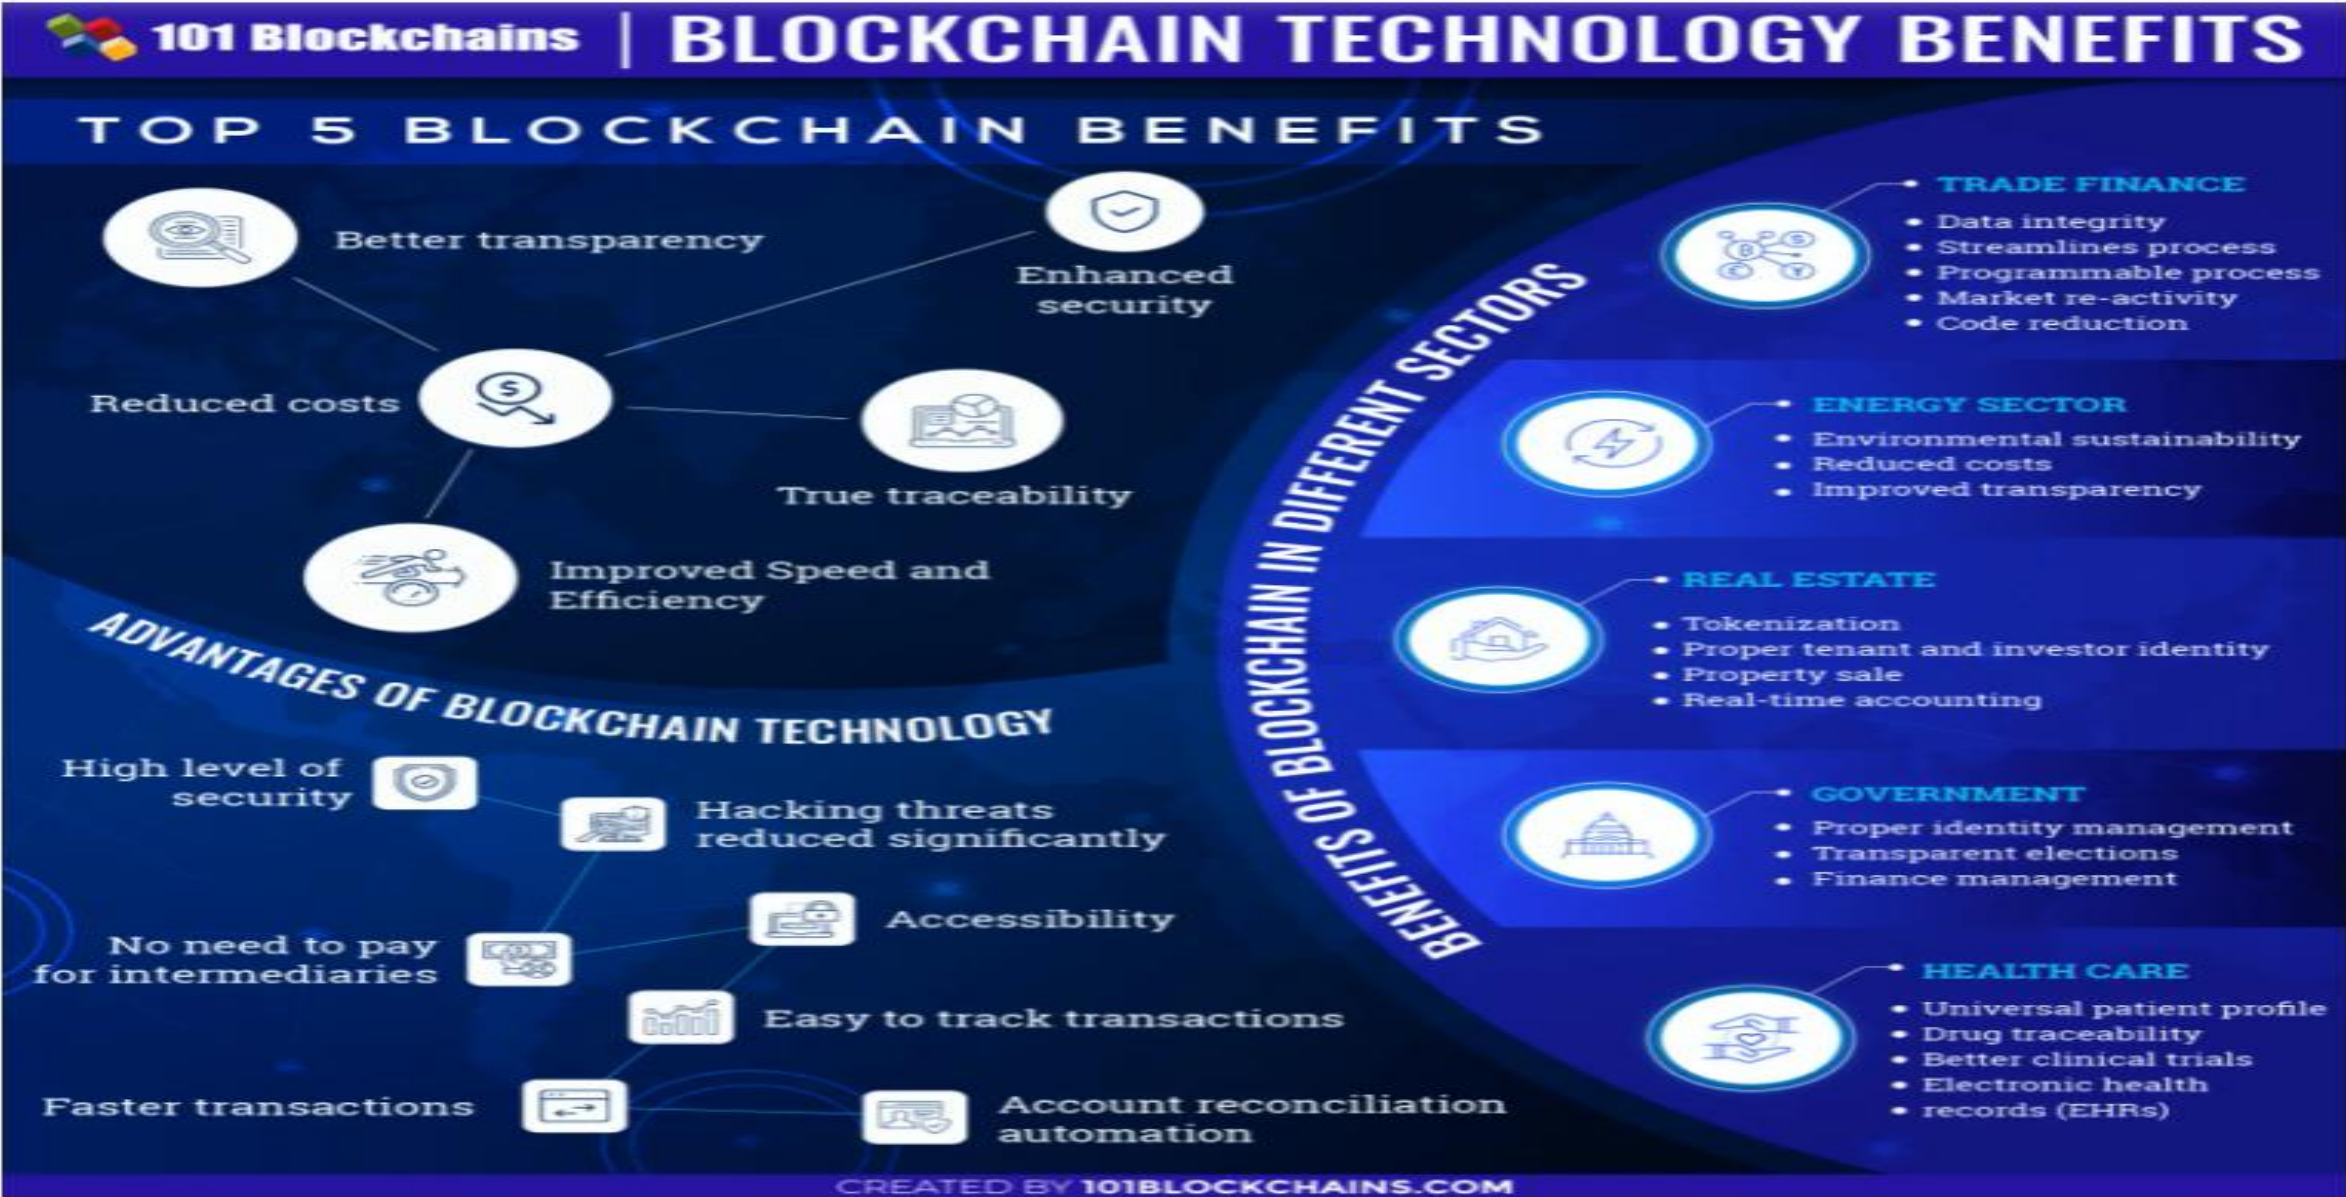 101 Blockchains | BLOCKCHAIN TECHNOLOGY BENEFITS
TOP 5 BLOCKCHAIN BENEFITS
Better transparency
Enhanced
security
Reduced costs
True traceability
Improved Speed and
Efficiency
ADVANTAGES OF BLOCKCHAIN TECHNOLOGY
High level of
security
Hacking threats
reduced significantly
Accessibility
No need to pay
for intermediaries
Easy to track transactions
Faster transactions
Account reconciliation
automation
BENEFITS OF BLOCKCHAIN IN DIFFERENT SECTORS
TRADE FINANCE
• Data integrity
• Streamlines process
• Programmable process
• Market re-activity
• Code reduction
ENERGY SECTOR
• Environmental sustainability
• Reduced costs
• Improved transparency
REAL ESTATE
• Tokenization
• Proper tenant and investor identity
• Property sale
• Real-time accounting
GOVERNMENT
• Proper identity management
• Transparent elections
• Finance management
HEALTH CARE
• Universal patient profile
• Drug traceability
• Better clinical trials
• Electronic health
• records (EHRs)
CREATED BY 101BLOCKCHAINS.COM